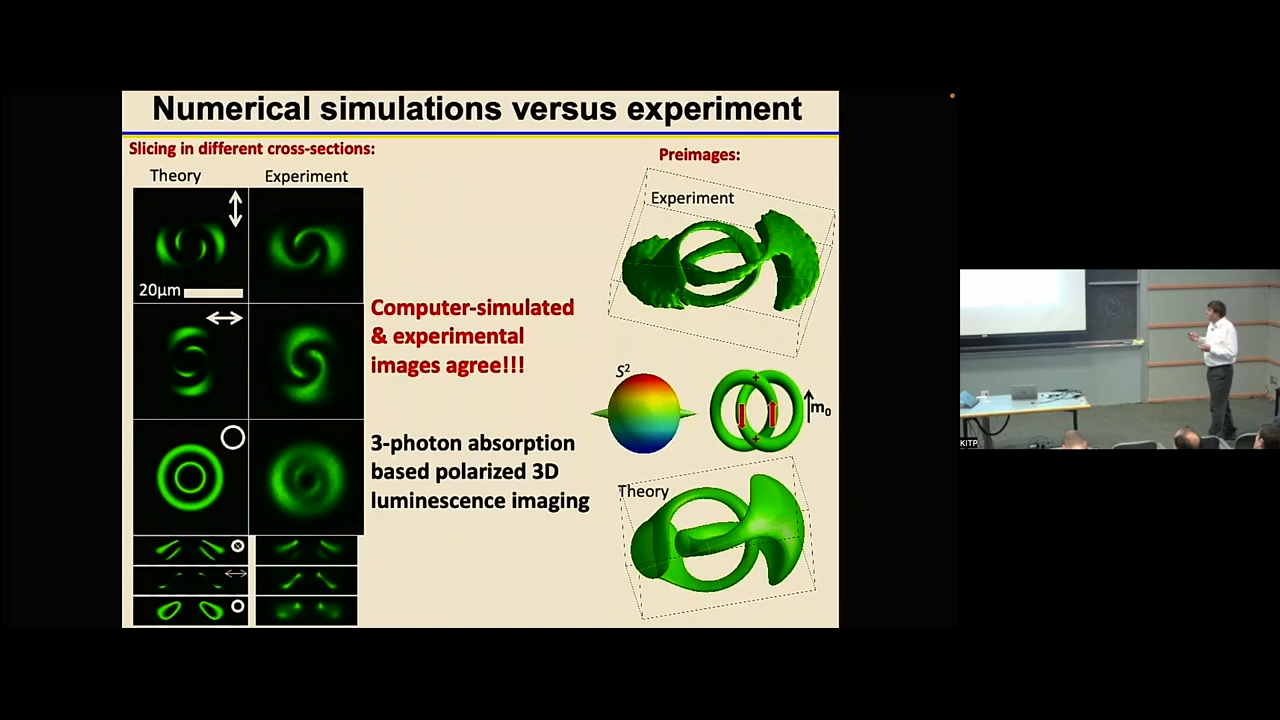 Numerical simulations versus experiment
Slicing in different cross-sections:
Theory
Experiment
20μm
Computer-simulated
& experimental
images agree!!!
3-photon absorption
based polarized 3D
luminescence imaging
Preimages:
Experiment
S²
+
+
m₀
Theory
KITP